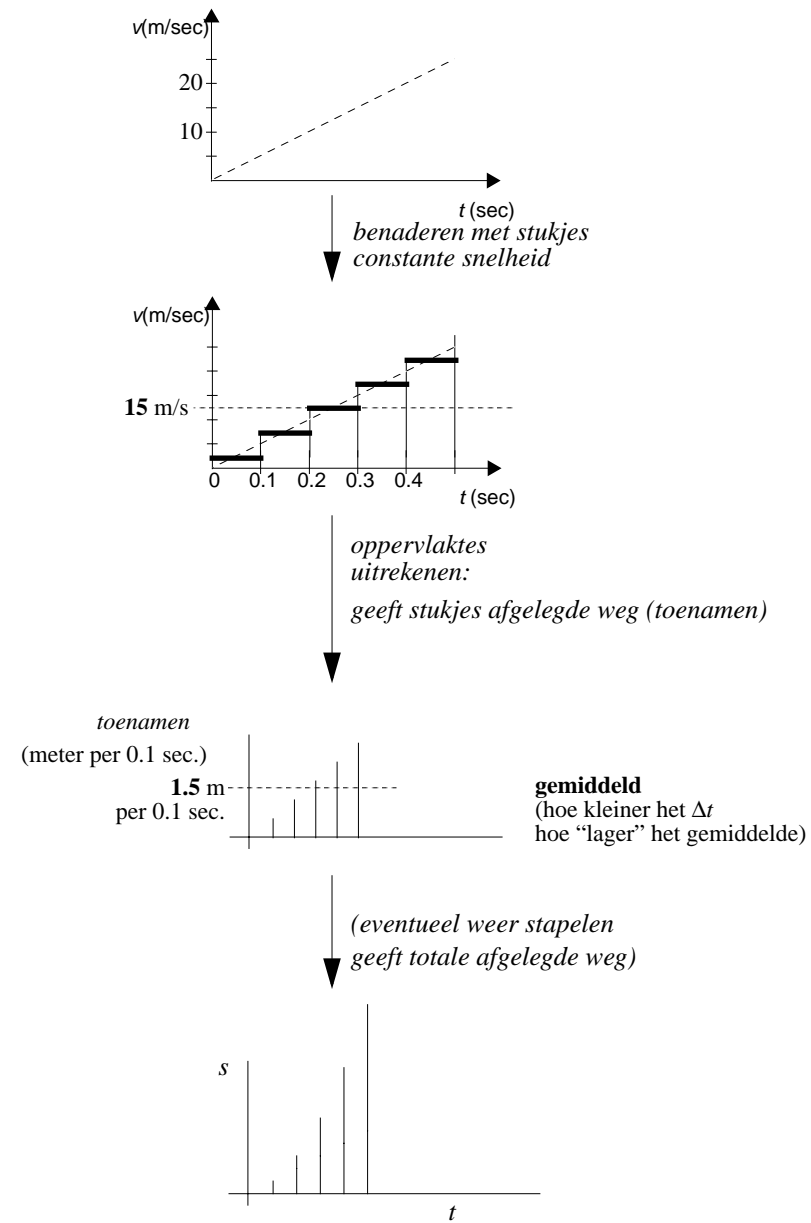 v(m/sec)
20
10
t (sec)
benaderen met stukjes
constante snelheid
v(m/sec)
15 m/s
0 0.1 0.2 0.3 0.4
t (sec)
oppervlaktes
uitrekenen:
geeft stukjes afgelegde weg (toenamen)
toenamen
(meter per 0.1 sec.)
1.5 m
per 0.1 sec.
gemiddeld
(hoe kleiner het Δt
hoe “lager” het gemiddelde)
(eventueel weer stapelen
geeft totale afgelegde weg)
s
t